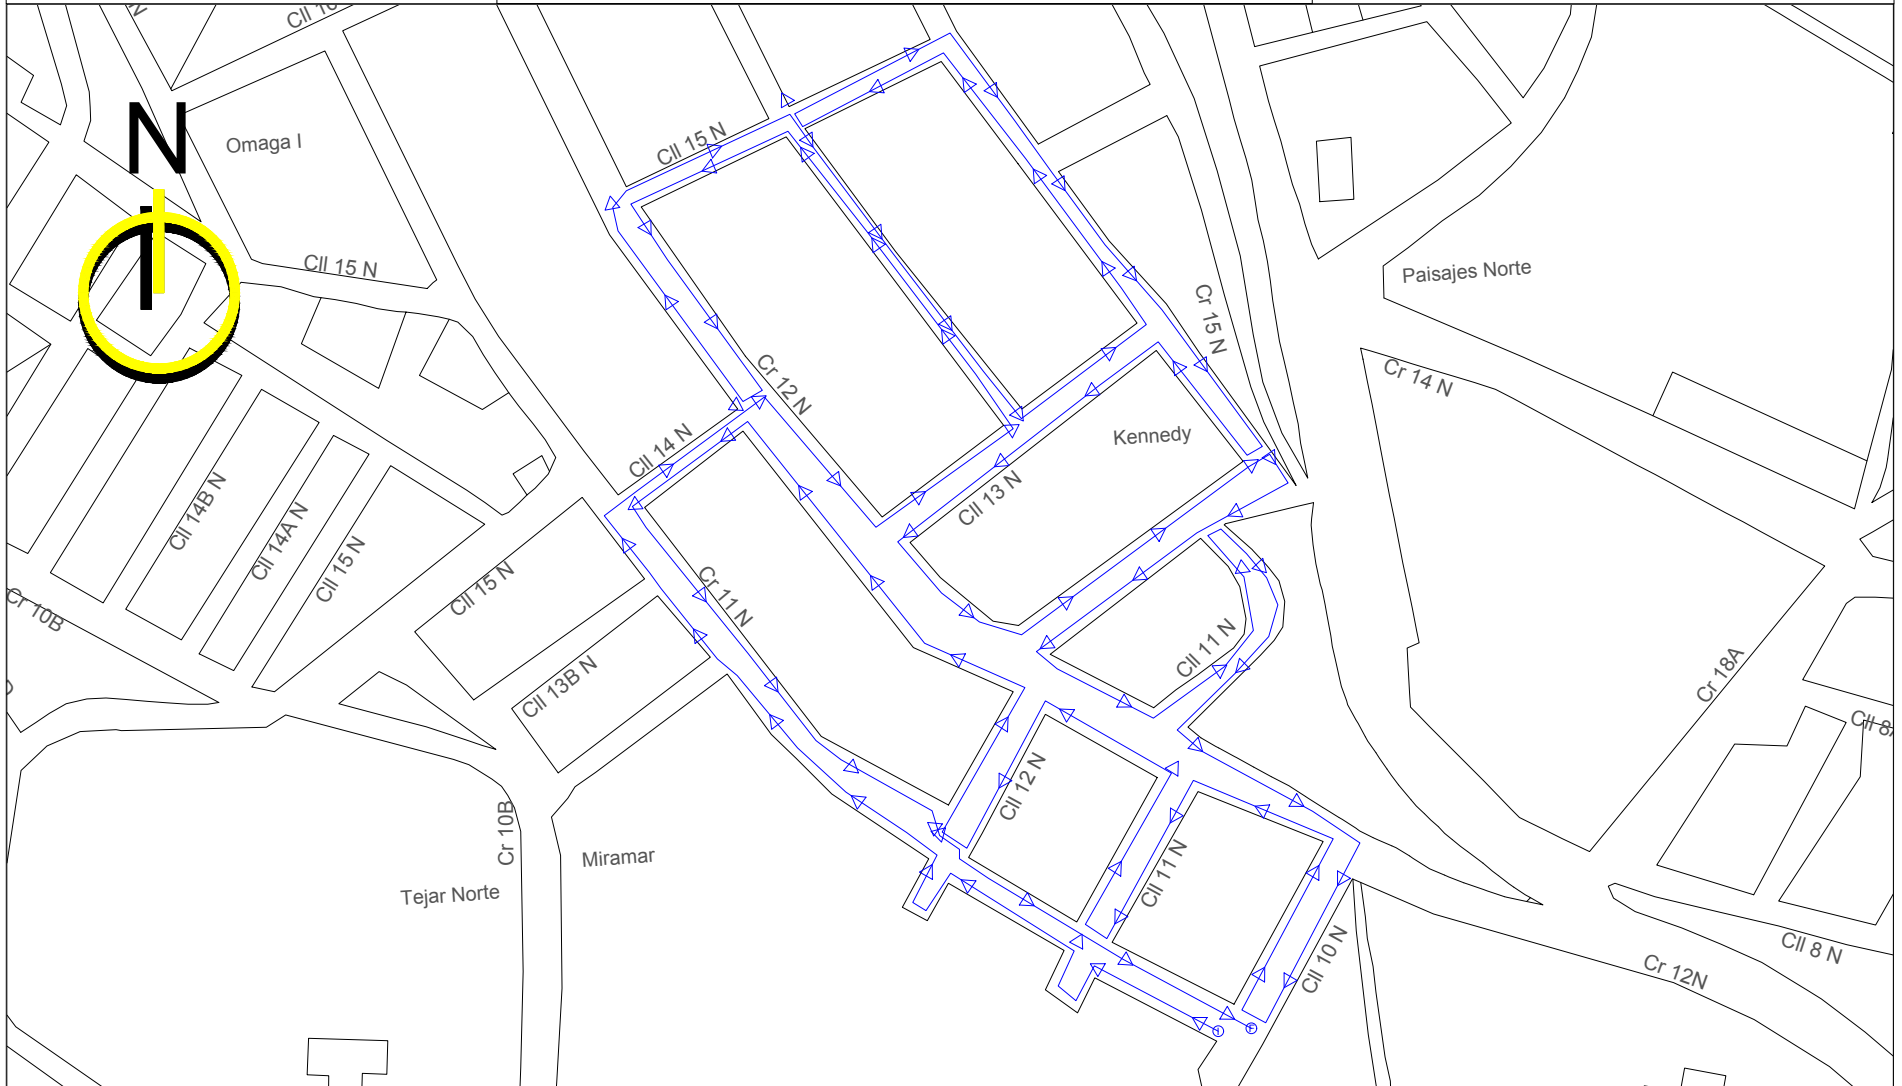 Omaga I
N
Cll 15 N
Cll 15 N
Cr 15 N
Paisajes Norte
Cr 14 N
Cr 12 N
Kennedy
Cll 14 N
Cll 13 N
Cll 14B N
Cll 14A N
Cll 15 N
Cll 15 N
Cr 10B
Cr 11 N
Cll 11 N
Cll 13B N
Cr 18A
Cll 12 N
Cr 10B
Miramar
Cll 11 N
Tejar Norte
Cll 10 N
Cll 8 N
Cr 12N